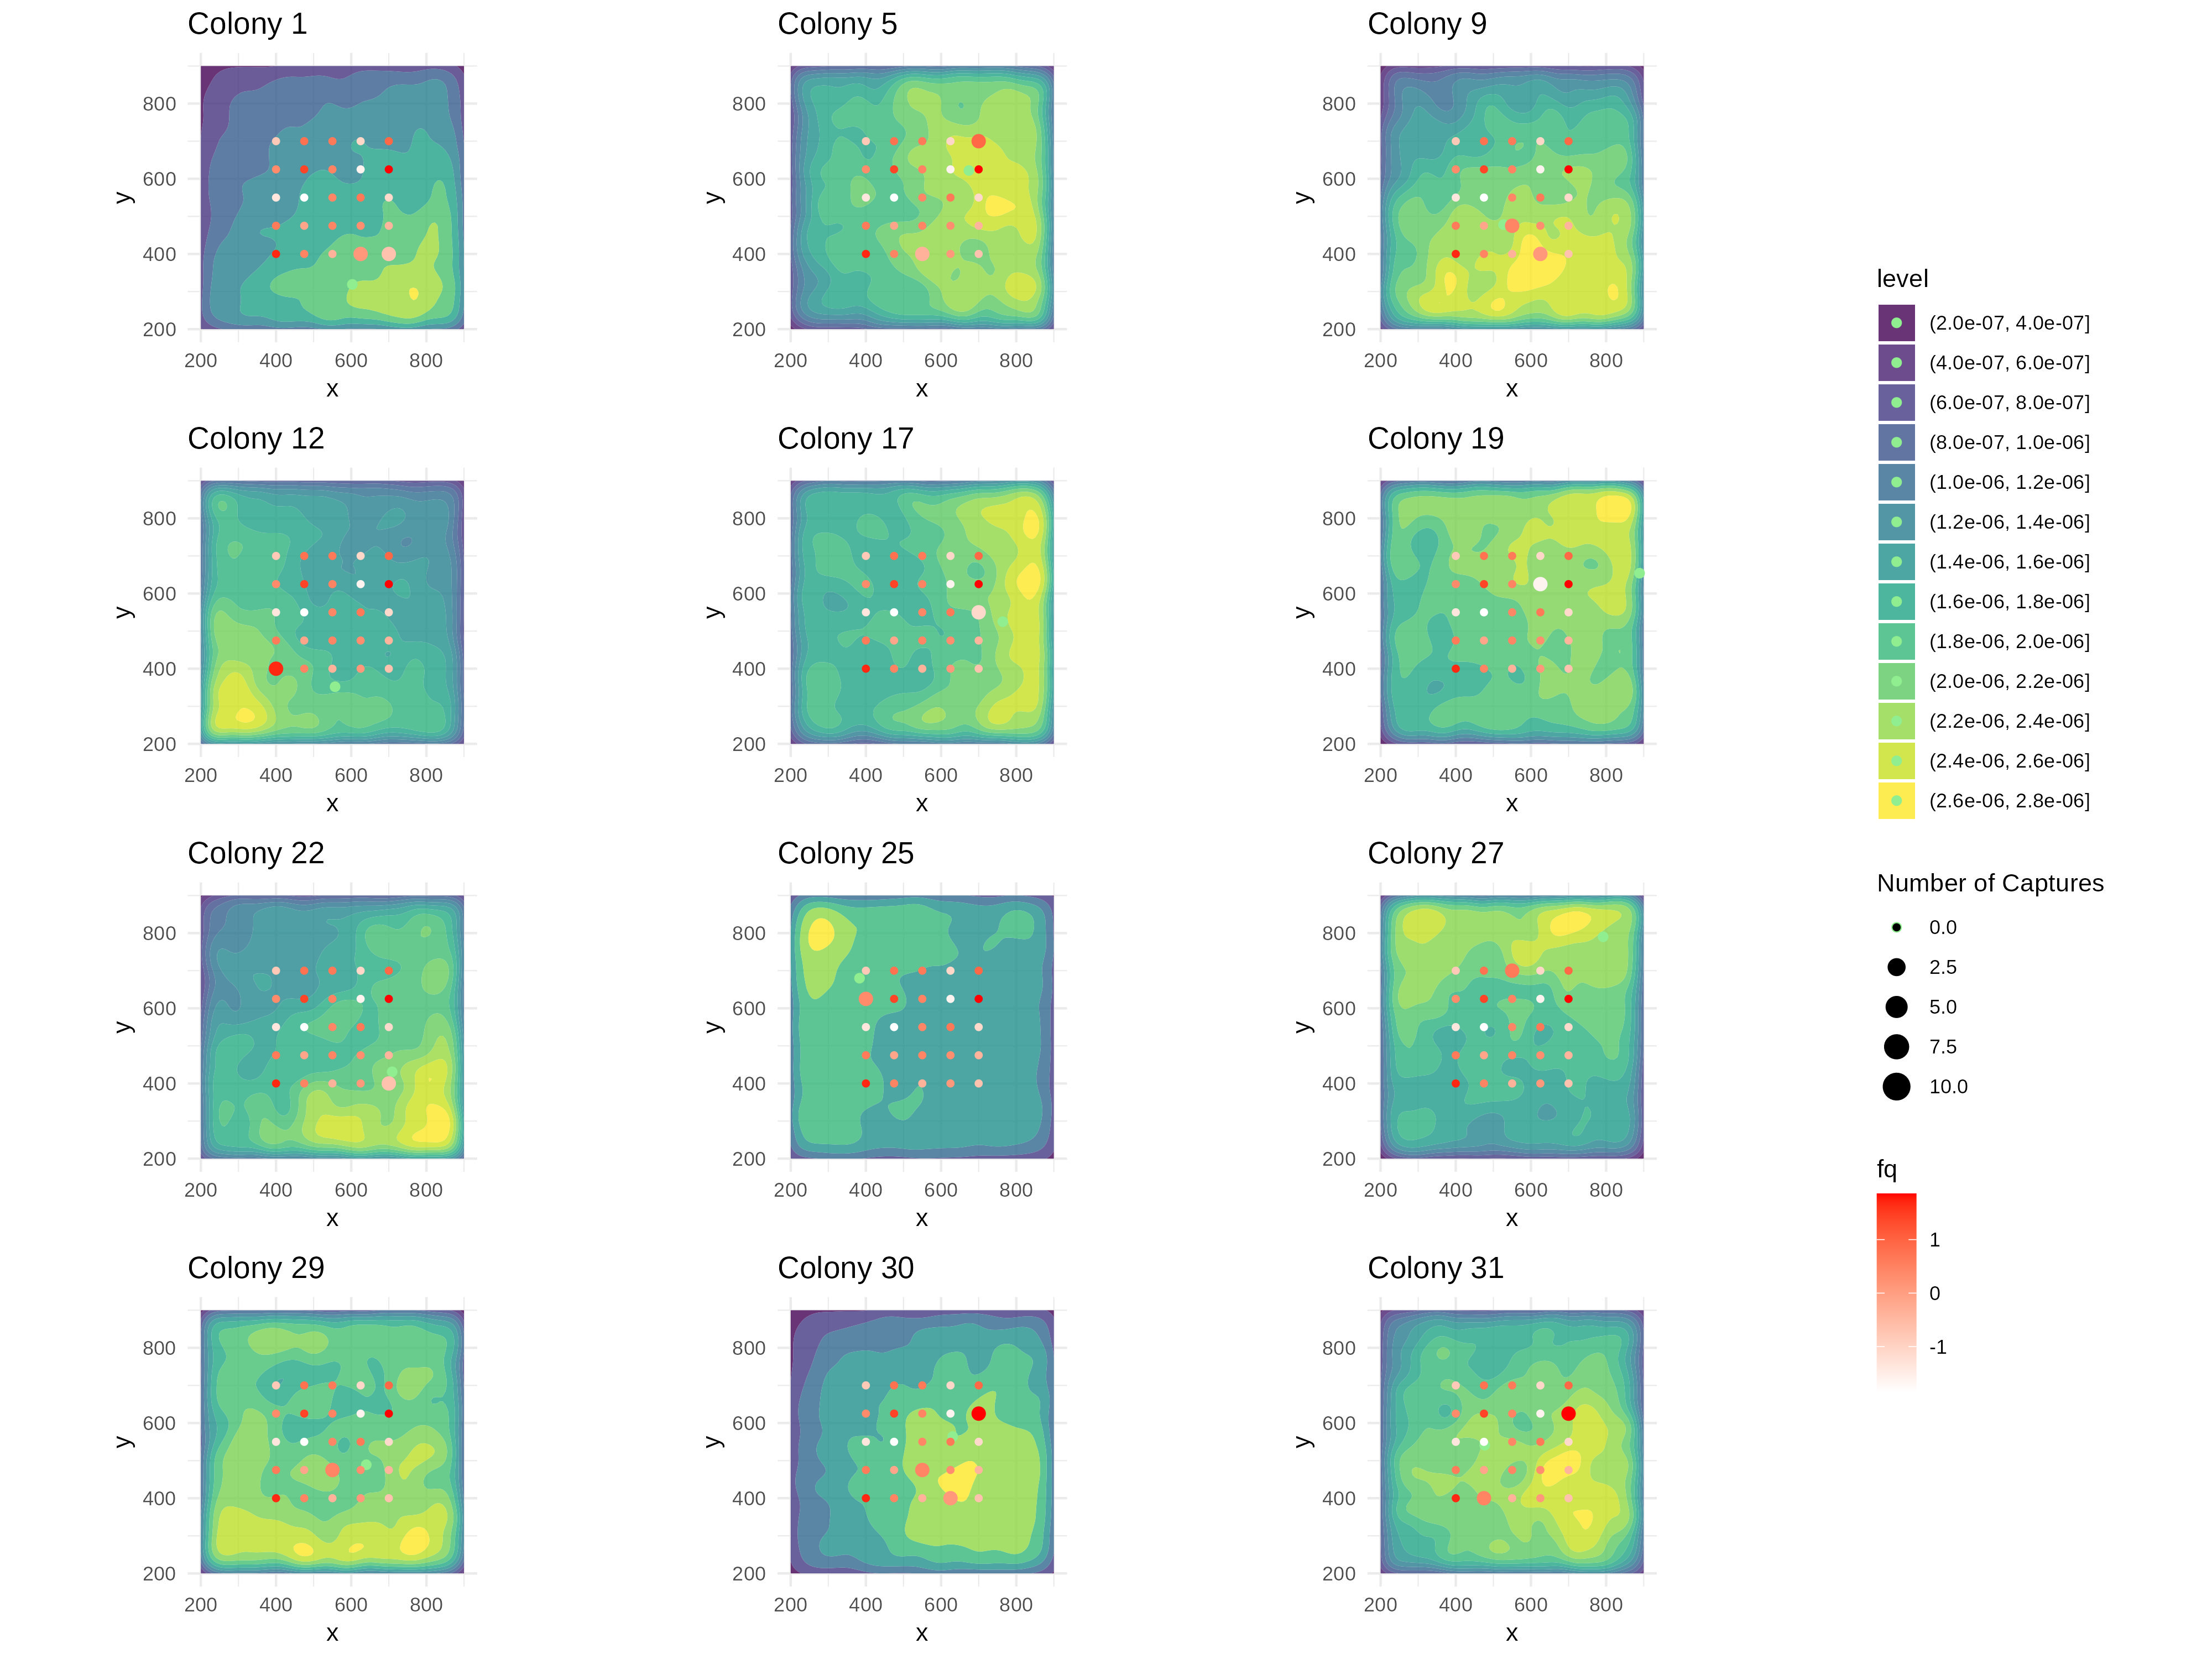 Colony 1
Colony 5
Colony 9
800
600
400
200
y
200 400 600 800
x
800
600
400
200
y
200 400 600 800
x
800
600
400
200
y
200 400 600 800
x
Colony 12
Colony 17
Colony 19
800
600
400
200
y
200 400 600 800
x
800
600
400
200
y
200 400 600 800
x
800
600
400
200
y
200 400 600 800
x
Colony 22
Colony 25
Colony 27
800
600
400
200
y
200 400 600 800
x
800
600
400
200
y
200 400 600 800
x
800
600
400
200
y
200 400 600 800
x
Colony 29
Colony 30
Colony 31
800
600
400
200
y
200 400 600 800
x
800
600
400
200
y
200 400 600 800
x
800
600
400
200
y
200 400 600 800
x
level
(2.0e-07, 4.0e-07]
(4.0e-07, 6.0e-07]
(6.0e-07, 8.0e-07]
(8.0e-07, 1.0e-06]
(1.0e-06, 1.2e-06]
(1.2e-06, 1.4e-06]
(1.4e-06, 1.6e-06]
(1.6e-06, 1.8e-06]
(1.8e-06, 2.0e-06]
(2.0e-06, 2.2e-06]
(2.2e-06, 2.4e-06]
(2.4e-06, 2.6e-06]
(2.6e-06, 2.8e-06]
Number of Captures
0.0
2.5
5.0
7.5
10.0
fq
1
0
-1